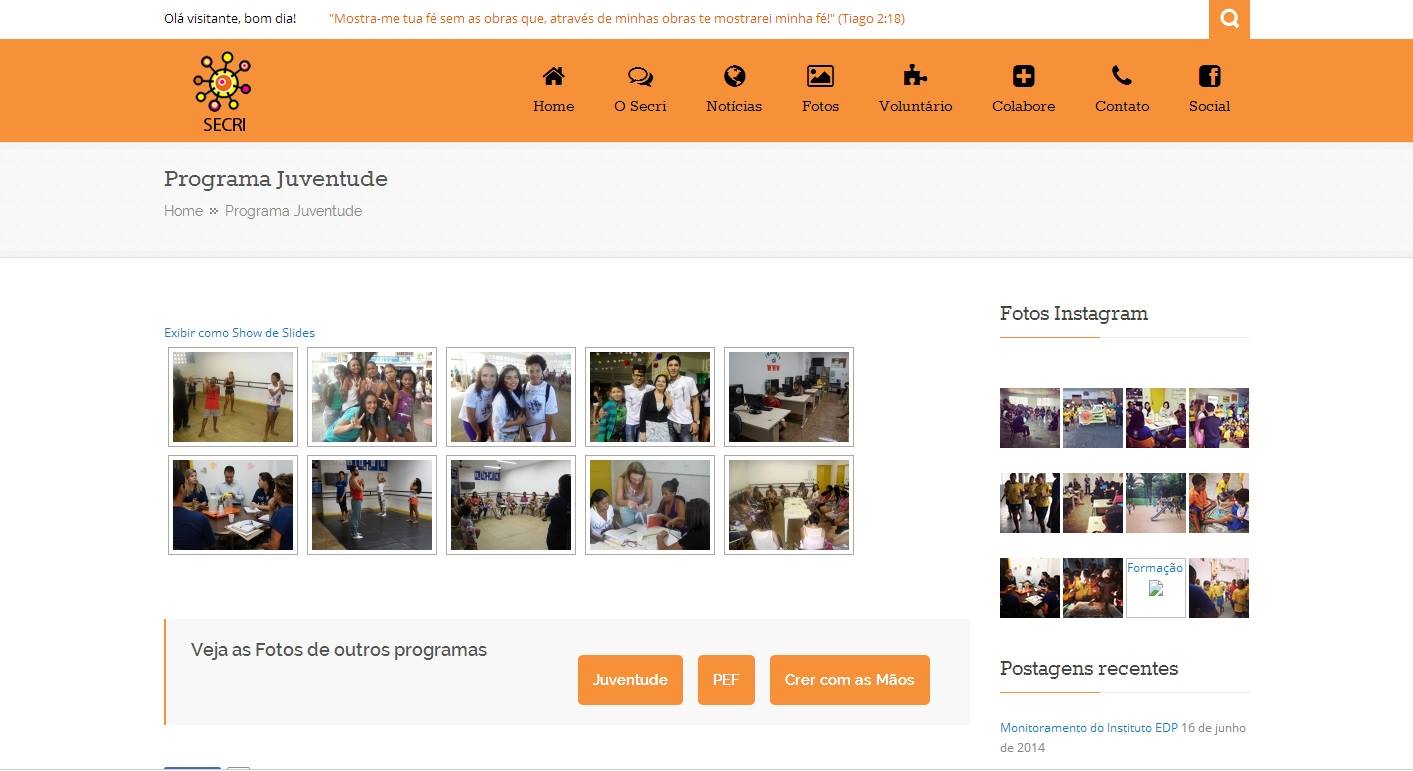 Olá visitante, bom dia!
"Mostra-me tua fé sem as obras que, através de minhas obras te mostrarei minha fé!" (Tiago 2:18)
SECRI
Home
O Secri
Notícias
Fotos
Voluntário
Colabore
Contato
Social
Programa Juventude
Home » Programa Juventude
Exibir como Show de Slides
Fotos Instagram
Formação
Veja as Fotos de outros programas
Juventude
PEF
Crer com as Mãos
Postagens recentes
Monitoramento do Instituto EDP 16 de junho
de 2014